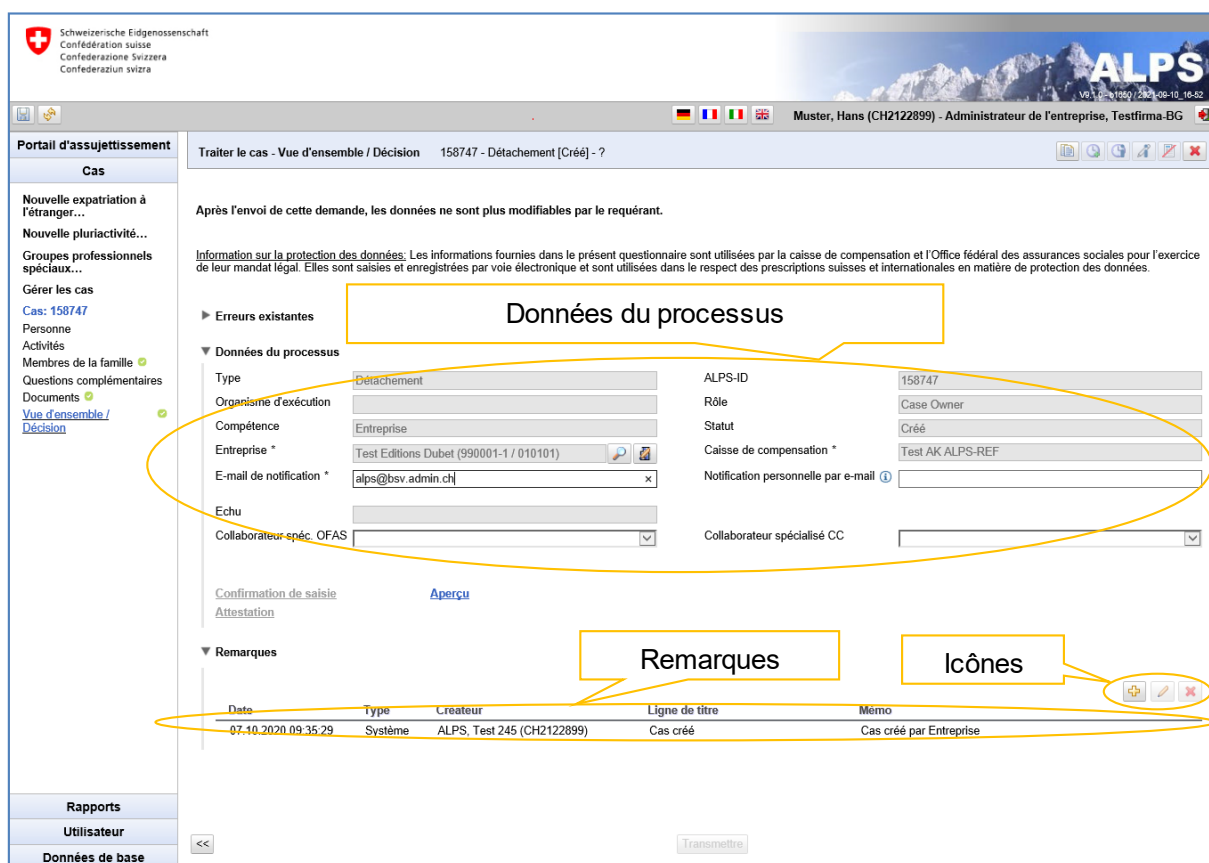 Schweizerische Eidgenossenschaft
Confédération suisse
Confederazione Svizzera
Confederaziun svizra
ALPS
V9.1.0 - b1650 / 2021-09-10_16-52
Muster, Hans (CH2122899) - Administrateur de l'entreprise, Testfirma-BG
Portail d'assujettissement
Cas
Nouvelle expatriation à
l'étranger…
Nouvelle pluriactivité…
Groupes professionnels
spéciaux…
Gérer les cas
Cas: 158747
Personne
Activités
Membres de la famille
Questions complémentaires
Documents
Vue d'ensemble /
Décision
Rapports
Utilisateur
Données de base
Traiter le cas - Vue d'ensemble / Décision 158747 - Détachement [Créé] - ?
Après l'envoi de cette demande, les données ne sont plus modifiables par le requérant.
Information sur la protection des données: Les informations fournies dans le présent questionnaire sont utilisées par la caisse de compensation et l'Office fédéral des assurances sociales pour l'exercice
de leur mandat légal. Elles sont saisies et enregistrées par voie électronique et sont utilisées dans le respect des prescriptions suisses et internationales en matière de protection des données.
Données du processus
Erreurs existantes
Données du processus
Type Détachement ALPS-ID 158747
Organisme d'exécution Rôle Case Owner
Compétence Entreprise Statut Créé
Entreprise * Test Editions Dubet (990001-1 / 010101) Caisse de compensation * Test AK ALPS-REF
E-mail de notification * alps@bsv.admin.ch x Notification personnelle par e-mail
Echu
Collaborateur spéc. OFAS Collaborateur spécialisé CC
Confirmation de saisie Aperçu
Attestation
Remarques
Remarques
Icônes
Date Type Créateur Ligne de titre Mémo
07.10.2020 09:35:29 Système ALPS, Test 245 (CH2122899) Cas créé Cas créé par Entreprise
<< Transmettre